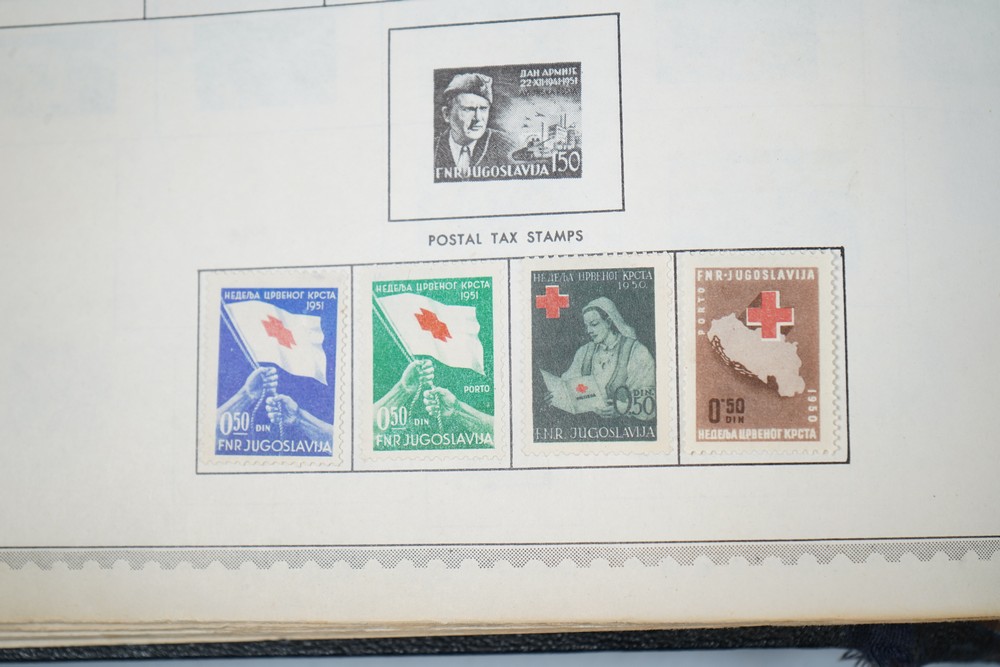 ДАН АРМИЈЕ
22·XII·1941·1951
FNR JUGOSLAVIJA 150
POSTAL TAX STAMPS
НЕДЕЉА ЦРВЕНОГ КРСТА
1951
0.50 DIN
FNR JUGOSLAVIJA
НЕДЕЉА ЦРВЕНОГ КРСТА
1951
PORTO
0.50 DIN
FNR JUGOSLAVIJA
НЕДЕЉА ЦРВЕНОГ КРСТА
1950.
DIN
0.50
F.N.R. JUGOSLAVIJA
FNR-JUGOSLAVIJA
PORTO
1950
0.50
DIN
НЕДЕЉА ЦРВЕНОГ КРСТА